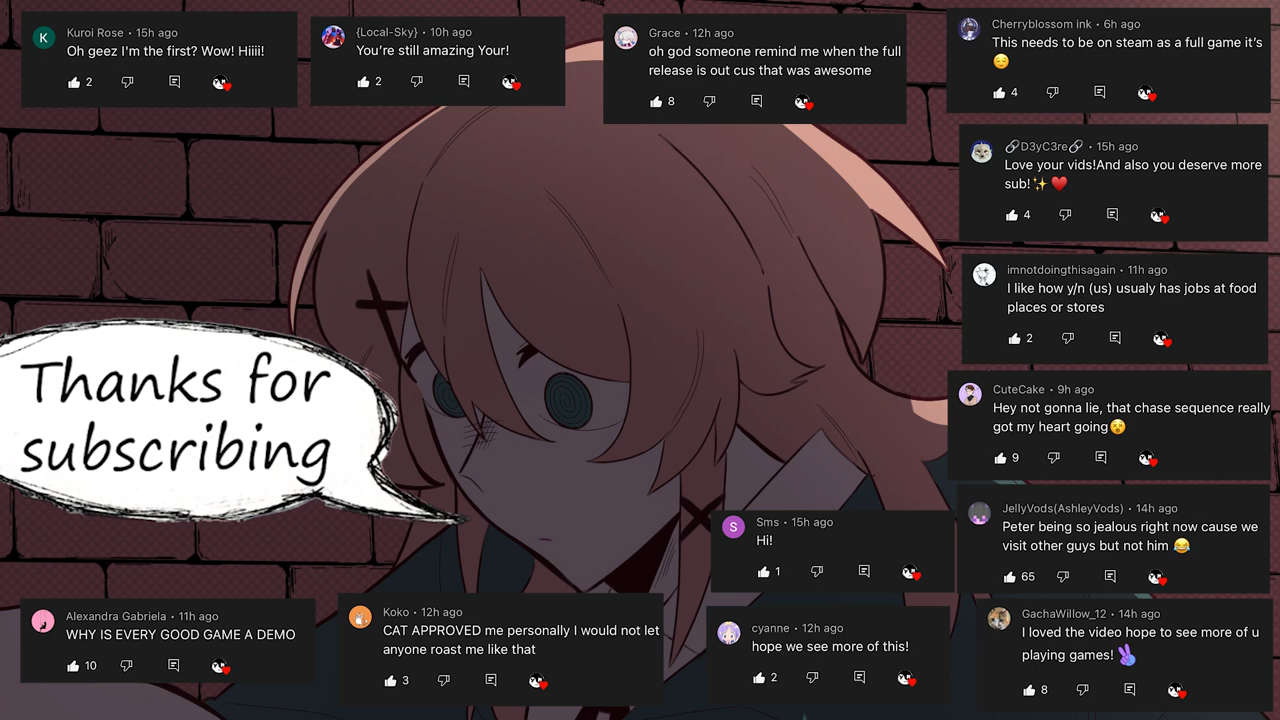 Kuroi Rose • 15h ago
Oh geez I'm the first? Wow! Hiiii!
2
{Local-Sky} • 10h ago
You're still amazing Your!
2
Grace • 12h ago
oh god someone remind me when the full
release is out cus that was awesome
8
Cherryblossom ink • 6h ago
This needs to be on steam as a full game it's
😌
4
🔗D3yC3re🔗 • 15h ago
Love your vids!And also you deserve more
sub!✨♥️
4
imnotdoingthisagain • 11h ago
I like how y/n (us) usualy has jobs at food
places or stores
2
CuteCake • 9h ago
Hey not gonna lie, that chase sequence really
got my heart going😵
9
Thanks for
subscribing
JellyVods(AshleyVods) • 14h ago
Peter being so jealous right now cause we
visit other guys but not him 😂
65
S
Sms • 15h ago
Hi!
1
Alexandra Gabriela • 11h ago
WHY IS EVERY GOOD GAME A DEMO
10
Koko • 12h ago
CAT APPROVED me personally I would not let
anyone roast me like that
3
cyanne • 12h ago
hope we see more of this!
2
GachaWillow_12 • 14h ago
I loved the video hope to see more of u
playing games! ✌️
8
K